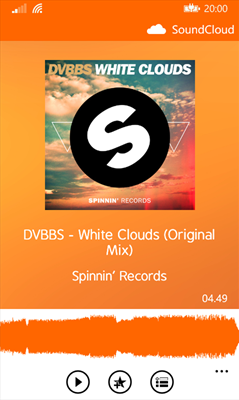 20:00
SoundCloud
DVBBS WHITE CLOUDS
SPINNIN' RECORDS
DVBBS - White Clouds (Original
Mix)
Spinnin' Records
04.49